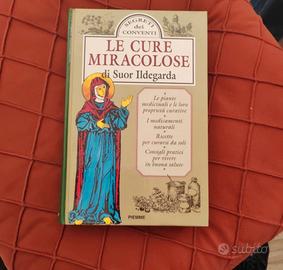 SEGRETI
dei
CONVENTI
LE CURE
MIRACOLOSE
di Suor Ildegarda
Le piante
medicinali e le loro
proprietà curative
I medicamenti
naturali
Ricette
per curarsi da soli
Consigli pratici
per vivere
in buona salute
PIEMME
subito